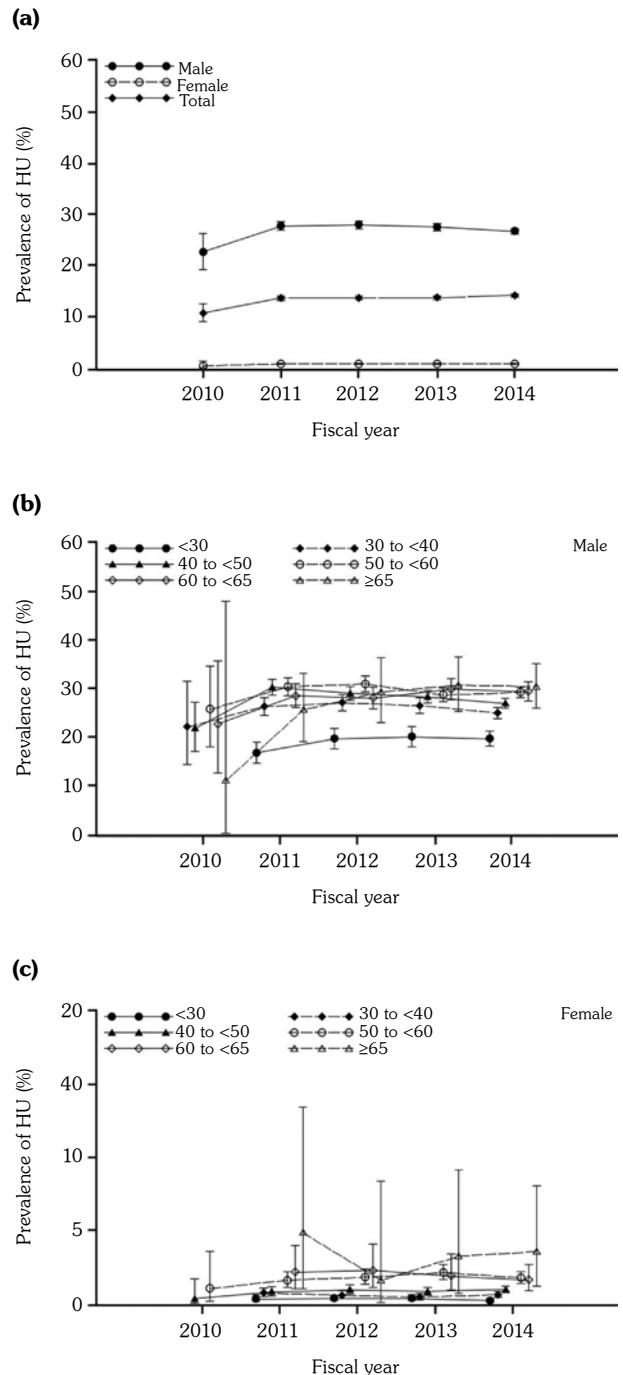 (a)
60
Male
Female
Total
50
40
30
20
10
0
Prevalence of HU (%)
2010 2011 2012 2013 2014
Fiscal year
(b)
60
<30 30 to <40 Male
40 to <50 50 to <60
60 to <65 ≥65
50
40
30
20
10
0
Prevalence of HU (%)
2010 2011 2012 2013 2014
Fiscal year
(c)
20
<30 30 to <40 Female
40 to <50 50 to <60
60 to <65 ≥65
40
10
5
0
Prevalence of HU (%)
2010 2011 2012 2013 2014
Fiscal year